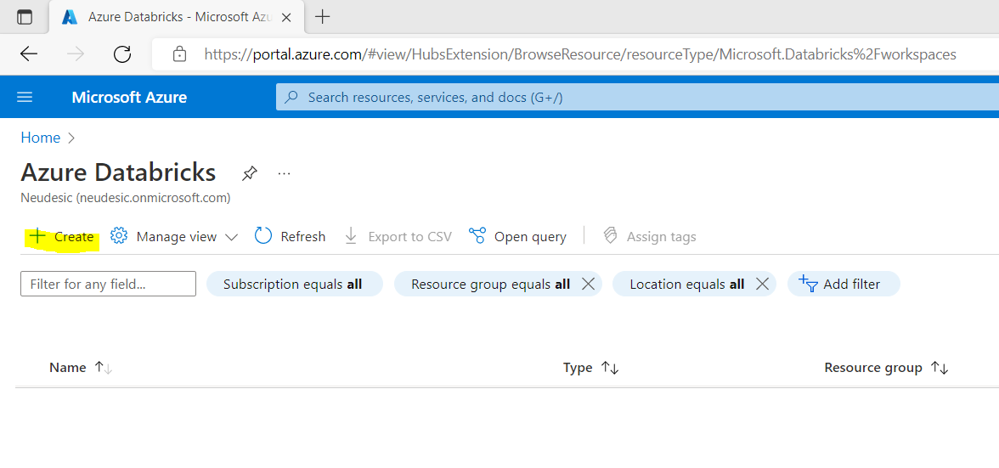 Azure Databricks - Microsoft Azu
https://portal.azure.com/#view/HubsExtension/BrowseResource/resourceType/Microsoft.Databricks%2Fworkspaces
Microsoft Azure Search resources, services, and docs (G+/)
Home
Azure Databricks ...
Neudesic (neudesic.onmicrosoft.com)
Create Manage view Refresh Export to CSV Open query Assign tags
Filter for any field... Subscription equals all Resource group equals all Location equals all Add filter
Name Type Resource group